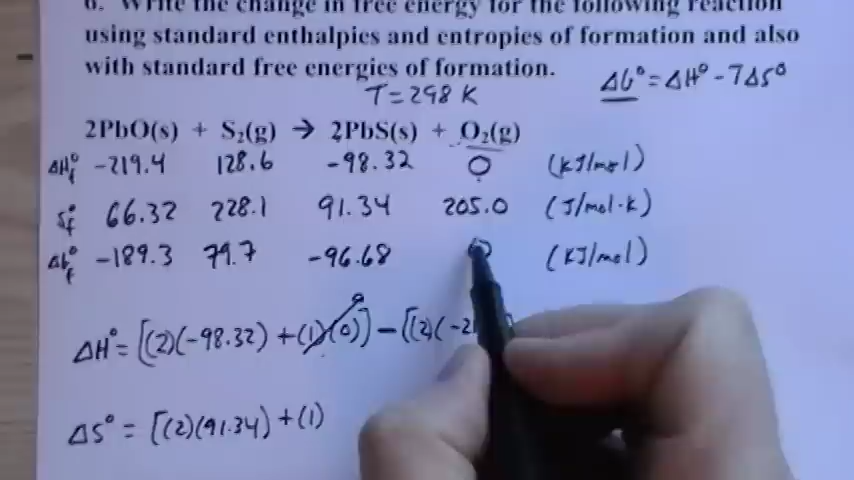 6. Write the change in free energy for the following reaction
using standard enthalpies and entropies of formation and also
with standard free energies of formation.
T = 298 K
ΔG° = ΔH° - TΔS°
2PbO(s) + S₂(g) → 2PbS(s) + O₂(g)
ΔH°f -219.4 128.6 -98.32 0 (kJ/mol)
S°f 66.32 228.1 91.34 205.0 (J/mol·K)
ΔG°f -189.3 79.7 -96.68 (KJ/mol)
ΔH° = [(2)(-98.32) + (1)(0)] - [(2)(-2
ΔS° = [(2)(91.34) + (1)